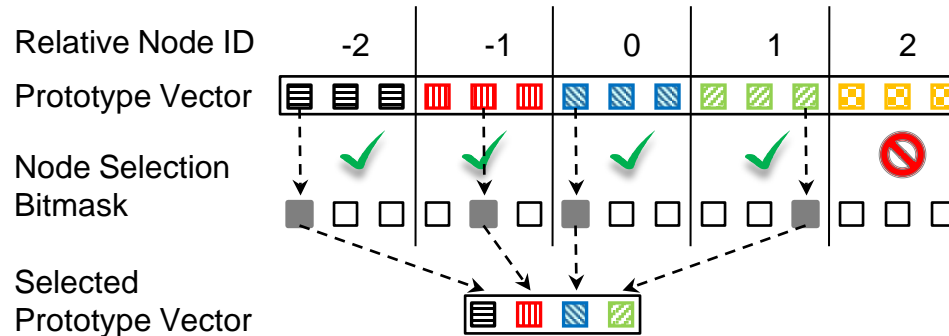 Relative Node ID -2 -1 0 1 2
Prototype Vector
Node Selection
Bitmask
Selected
Prototype Vector